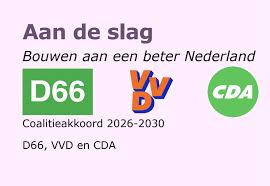 Aan de slag
Bouwen aan een beter Nederland
D66 VVD CDA
Coalitieakkoord 2026-2030
D66, VVD en CDA